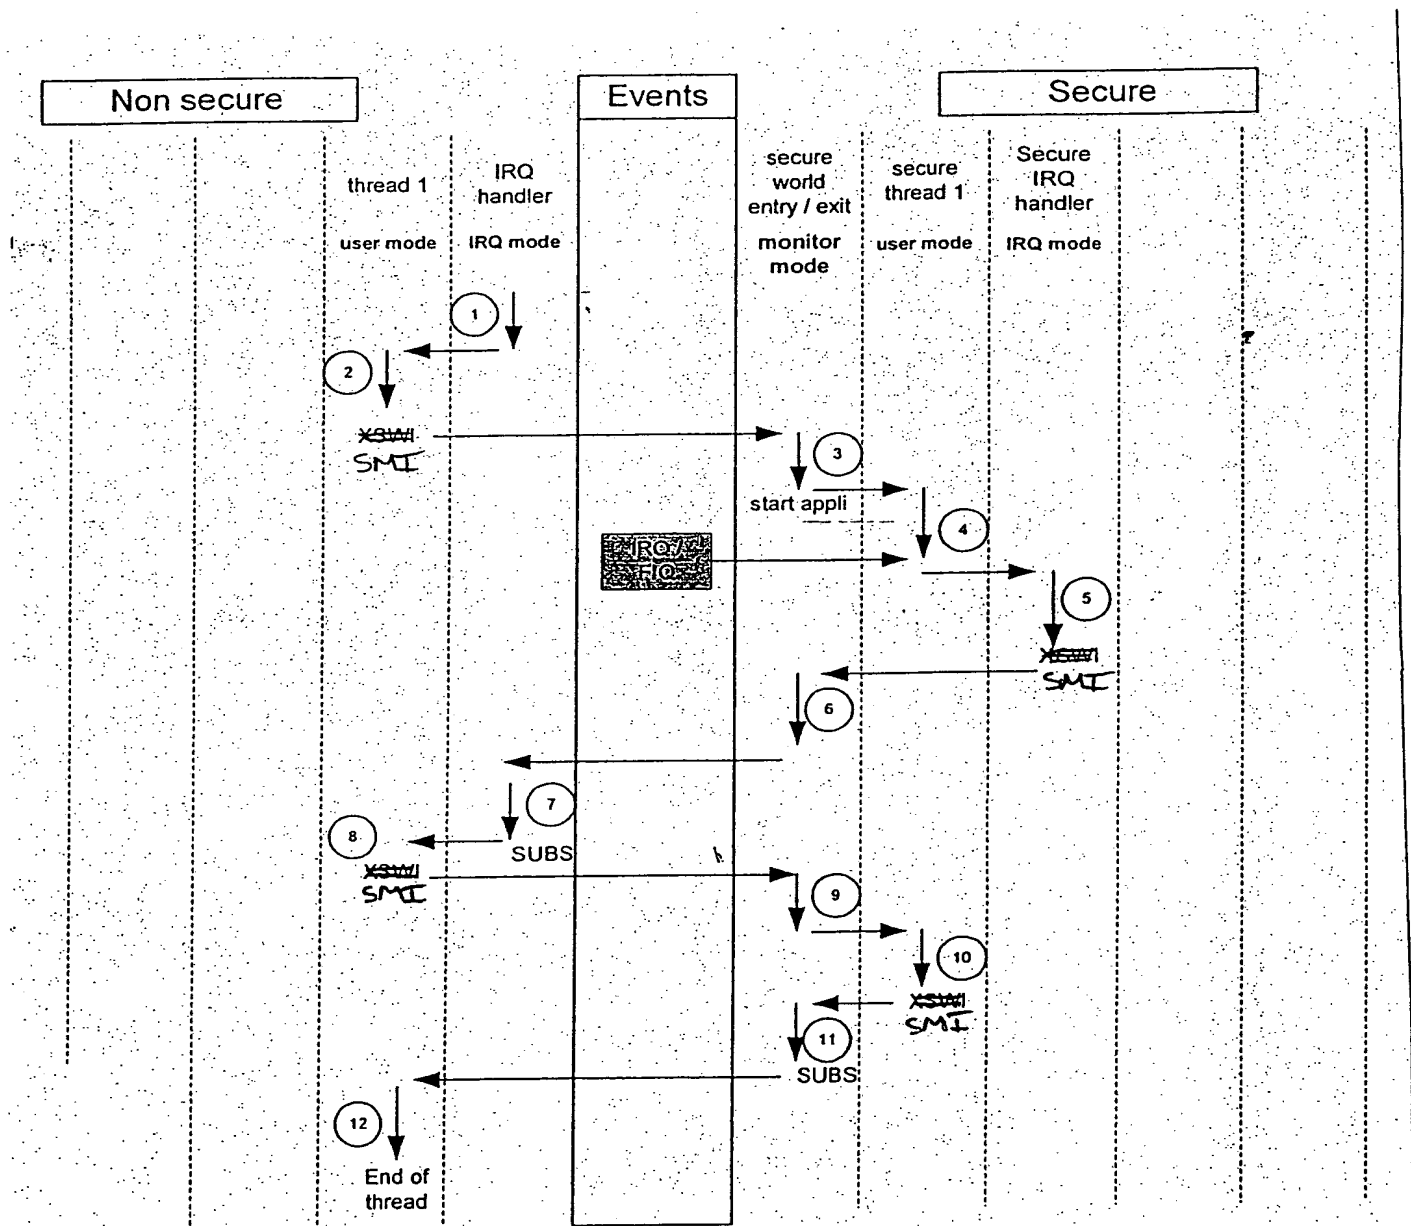 Non secure
Events
Secure
thread 1
user mode
IRQ
handler
IRQ mode
secure
world
entry / exit
monitor
mode
secure
thread 1
user mode
Secure
IRQ
handler
IRQ mode
1
2
XSWI
SMI
3
start appli
4
IRQ /
FIQ
5
XSWI
SMI
6
7
8
SUBS
XSWI
SMI
9
10
XSWI
SMI
11
SUBS
12
End of
thread